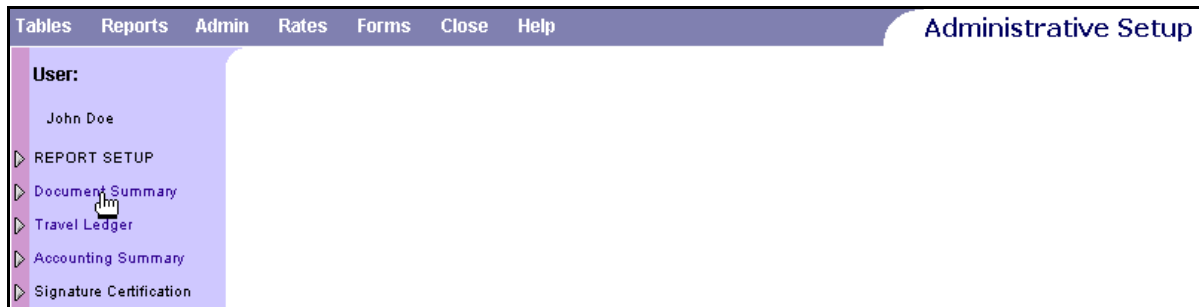 Tables Reports Admin Rates Forms Close Help Administrative Setup
User:
John Doe
REPORT SETUP
Document Summary
Travel Ledger
Accounting Summary
Signature Certification